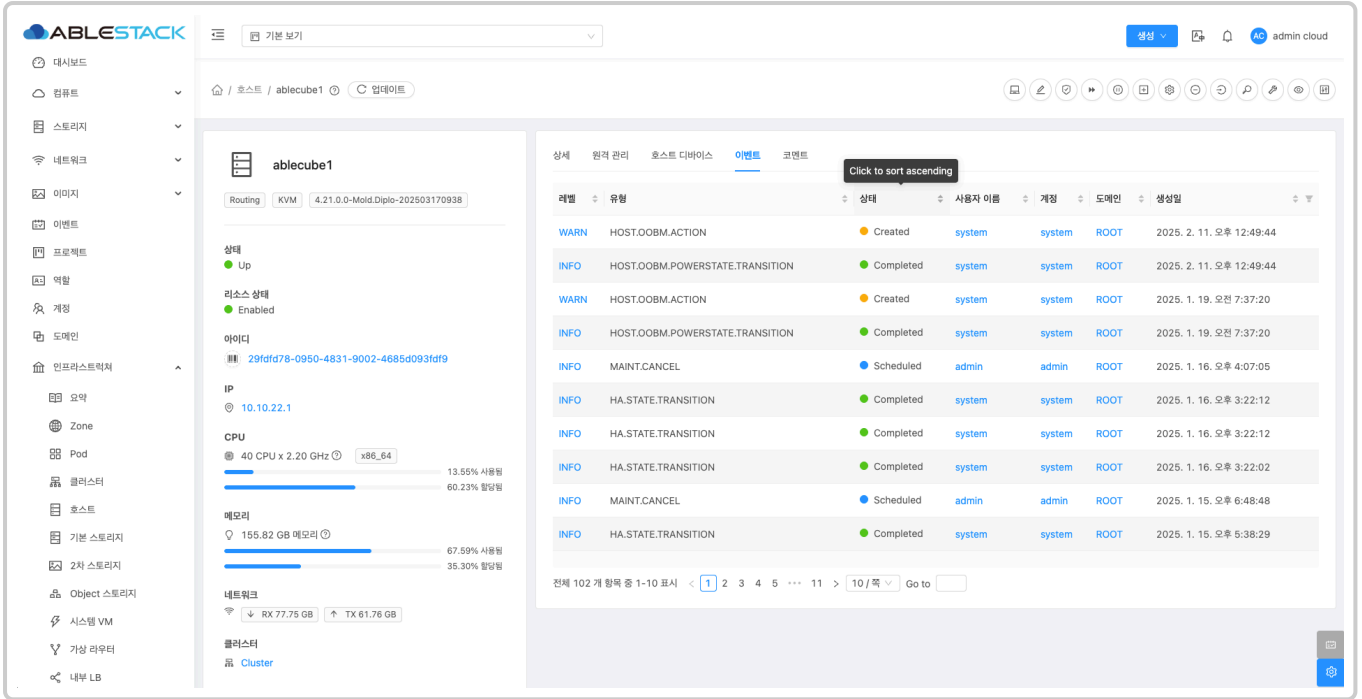 ABLESTACK
기본 보기
생성
AC admin cloud
대시보드
컴퓨트
스토리지
네트워크
이미지
이벤트
프로젝트
역할
계정
도메인
인프라스트럭쳐
요약
Zone
Pod
클러스터
호스트
기본 스토리지
2차 스토리지
Object 스토리지
시스템 VM
가상 라우터
내부 LB
/ 호스트 / ablecube1 업데이트
ablecube1
Routing KVM 4.21.0.0-Mold.Diplo-202503170938
상태
Up
리소스 상태
Enabled
아이디
29fdfd78-0950-4831-9002-4685d093fdf9
IP
10.10.22.1
CPU
40 CPU x 2.20 GHz x86_64
13.55% 사용됨
60.23% 할당됨
메모리
155.82 GB 메모리
67.59% 사용됨
35.30% 할당됨
네트워크
RX 77.75 GB TX 61.76 GB
클러스터
Cluster
상세 원격 관리 호스트 디바이스 이벤트 코멘트
Click to sort ascending
레벨 유형 상태 사용자 이름 계정 도메인 생성일
WARN HOST.OOBM.ACTION Created system system ROOT 2025. 2. 11. 오후 12:49:44
INFO HOST.OOBM.POWERSTATE.TRANSITION Completed system system ROOT 2025. 2. 11. 오후 12:49:44
WARN HOST.OOBM.ACTION Created system system ROOT 2025. 1. 19. 오전 7:37:20
INFO HOST.OOBM.POWERSTATE.TRANSITION Completed system system ROOT 2025. 1. 19. 오전 7:37:20
INFO MAINT.CANCEL Scheduled admin admin ROOT 2025. 1. 16. 오후 4:07:05
INFO HA.STATE.TRANSITION Completed system system ROOT 2025. 1. 16. 오후 3:22:12
INFO HA.STATE.TRANSITION Completed system system ROOT 2025. 1. 16. 오후 3:22:12
INFO HA.STATE.TRANSITION Completed system system ROOT 2025. 1. 16. 오후 3:22:02
INFO MAINT.CANCEL Scheduled admin admin ROOT 2025. 1. 15. 오후 6:48:48
INFO HA.STATE.TRANSITION Completed system system ROOT 2025. 1. 15. 오후 5:38:29
전체 102 개 항목 중 1-10 표시 < 1 2 3 4 5 ••• 11 > 10 / 쪽 Go to